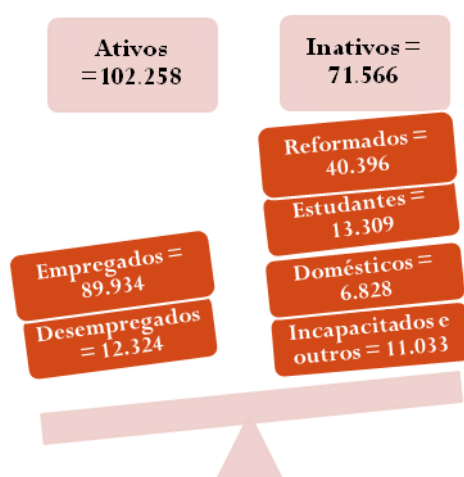 Ativos
=102.258
Inativos =
71.566
Reformados =
40.396
Estudantes =
13.309
Domésticos =
6.828
Incapacitados e
outros = 11.033
Empregados =
89.934
Desempregados
= 12.324